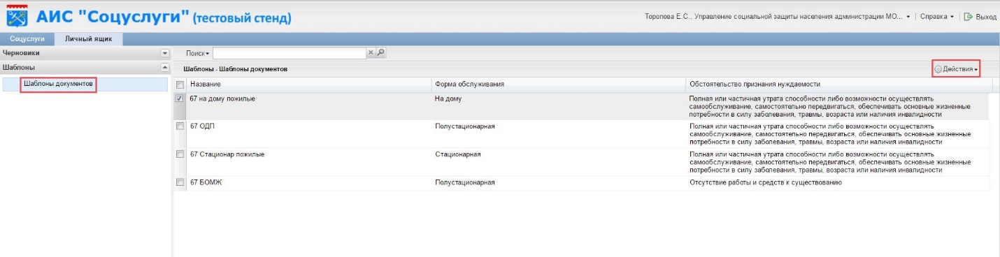 АИС "Соцуслуги" (тестовый стенд)
Торопова Е.С., Управление социальной защиты населения администрации МО... Справка Выход
Соцуслуги Личный ящик
Черновики
Поиск
Шаблоны
Шаблоны - Шаблоны документов Действия
Шаблоны документов
Название Форма обслуживания Обстоятельство признания нуждаемости
67 на дому пожилые На дому Полная или частичная утрата способности либо возможности осуществлять
самообслуживание, самостоятельно передвигаться, обеспечивать основные жизненные
потребности в силу заболевания, травмы, возраста или наличия инвалидности
67 ОДП Полустационарная Полная или частичная утрата способности либо возможности осуществлять
самообслуживание, самостоятельно передвигаться, обеспечивать основные жизненные
потребности в силу заболевания, травмы, возраста или наличия инвалидности
67 Стационар пожилые Стационарная Полная или частичная утрата способности либо возможности осуществлять
самообслуживание, самостоятельно передвигаться, обеспечивать основные жизненные
потребности в силу заболевания, травмы, возраста или наличия инвалидности
67 БОМЖ Полустационарная Отсутствие работы и средств к существованию